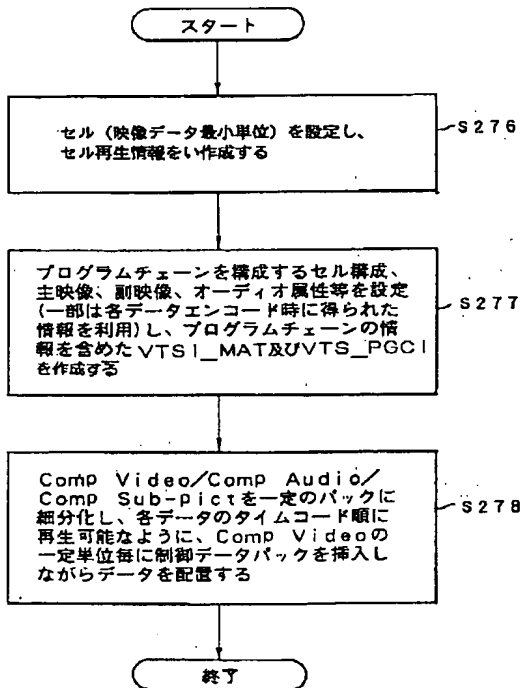 スタート
セル（映像データ最小単位）を設定し、
セル再生情報をい作成する
S276
プログラムチェーンを構成するセル構成、
主映像、副映像、オーディオ属性等を設定
（一部は各データエンコード時に得られた
情報を利用）し、プログラムチェーンの情
報を含めたVTSI_MAT及びVTS_PGCI
を作成する
S277
Comp Video／Comp Audio／
Comp Sub-pictを一定のパックに
細分化し、各データのタイムコード順に
再生可能なように、Comp Videoの
一定単位毎に制御データパックを挿入し
ながらデータを配置する
S278
終了